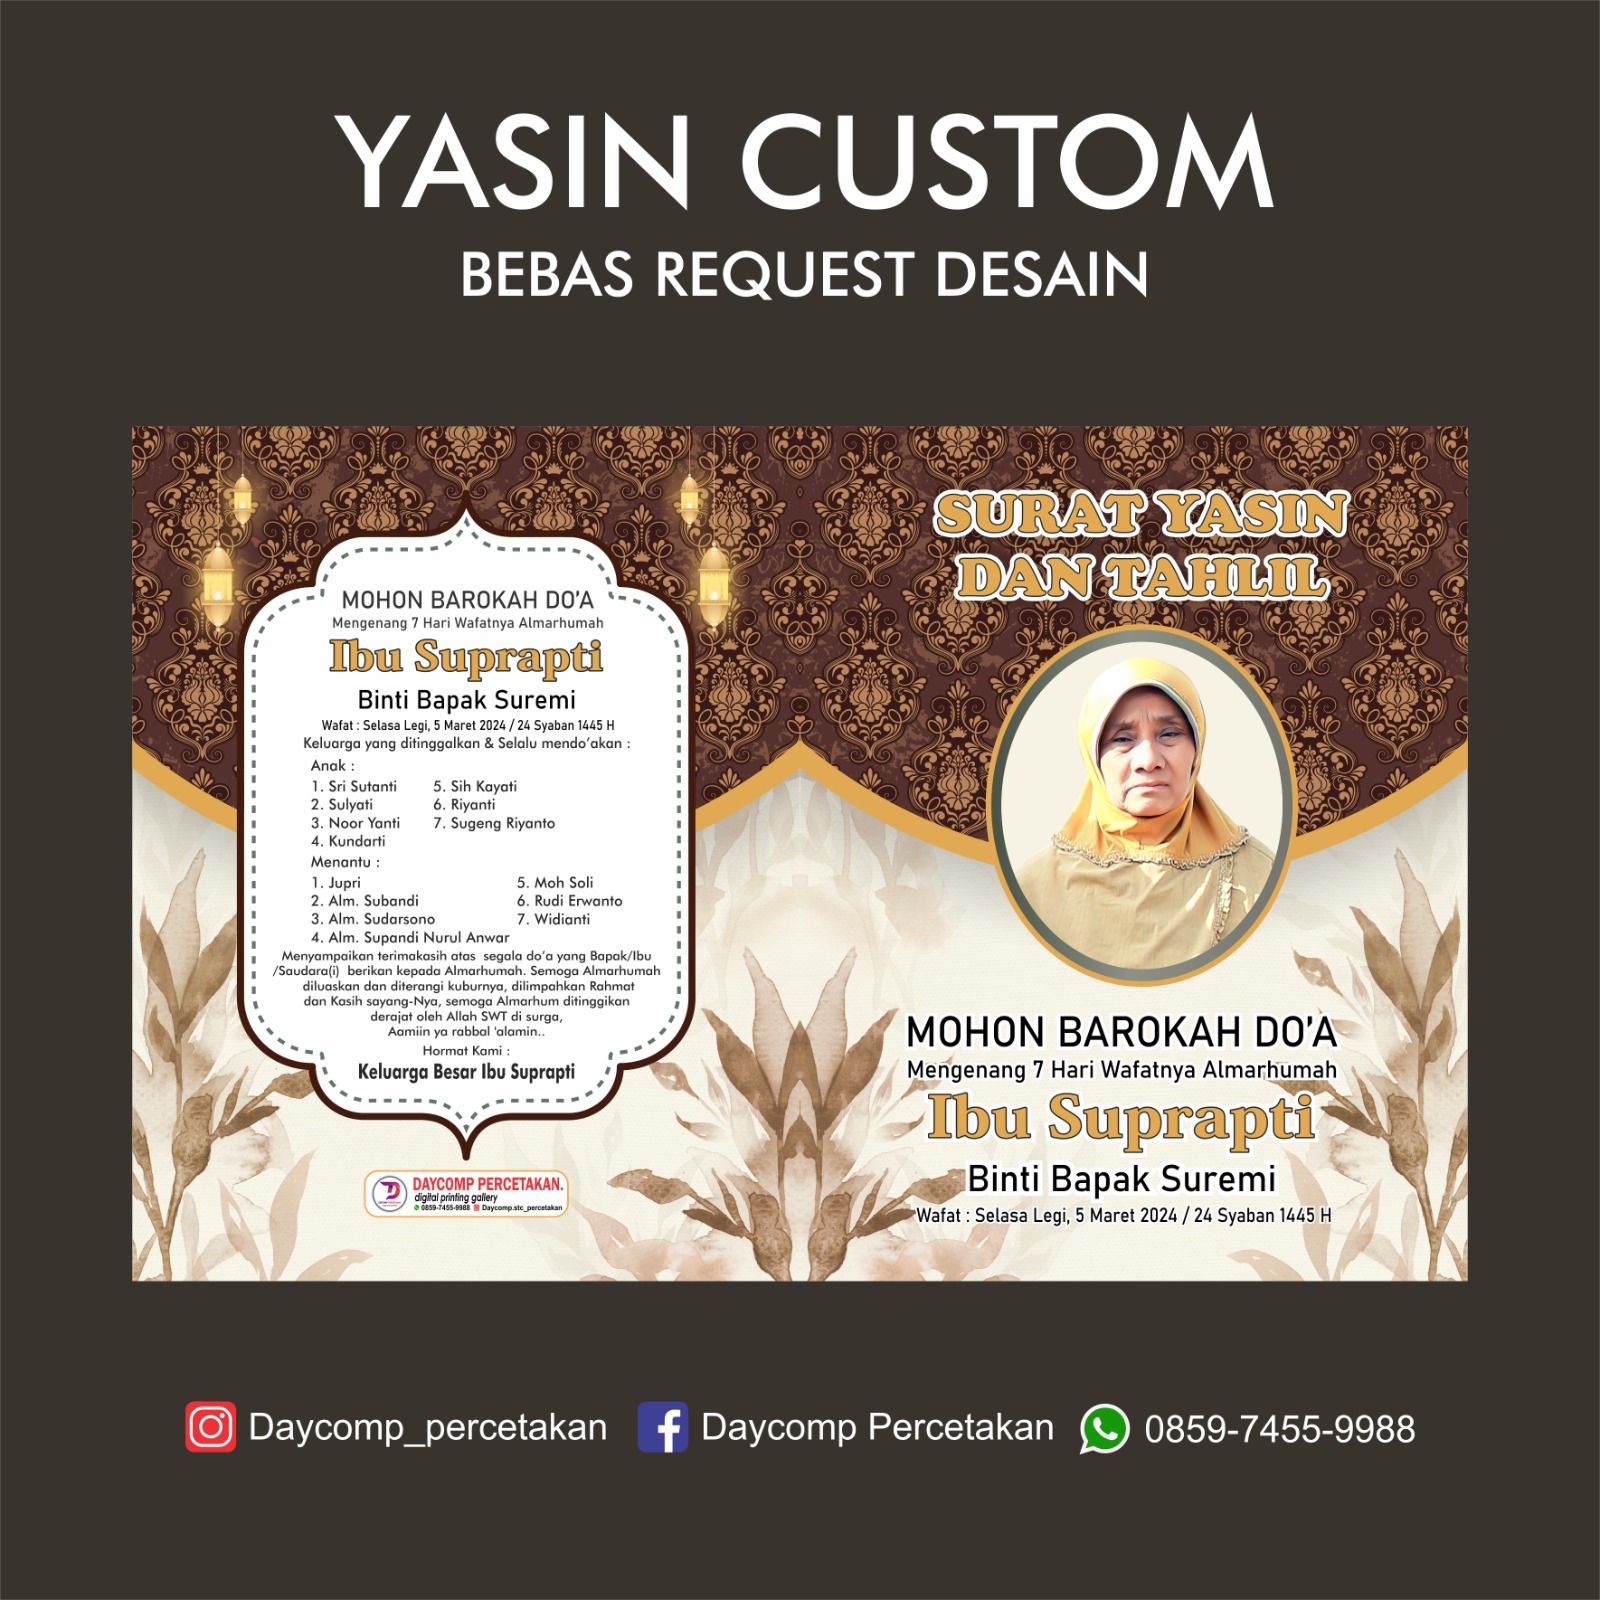 YASIN CUSTOM
BEBAS REQUEST DESAIN
MOHON BAROKAH DO'A
Mengenang 7 Hari Wafatnya Almarhumah
Ibu Suprapti
Binti Bapak Suremi
Wafat : Selasa Legi, 5 Maret 2024 / 24 Syaban 1445 H
Keluarga yang ditinggalkan & Selalu mendo'akan :
Anak :
1. Sri Sutanti 5. Sih Kayati
2. Sulyati 6. Riyanti
3. Noor Yanti 7. Sugeng Riyanto
4. Kundarti
Menantu :
1. Jupri 5. Moh Soli
2. Alm. Subandi 6. Rudi Erwanto
3. Alm. Sudarsono 7. Widianti
4. Alm. Supandi Nurul Anwar
Menyampaikan terimakasih atas segala do'a yang Bapak/Ibu
/Saudara(i) berikan kepada Almarhumah. Semoga Almarhumah
diluaskan dan diterangi kuburnya, dilimpahkan Rahmat
dan Kasih sayang-Nya, semoga Almarhum ditinggikan
derajat oleh Allah SWT di surga,
Aamiin ya rabbal 'alamin..
Hormat Kami :
Keluarga Besar Ibu Suprapti
DAYCOMP PERCETAKAN.
digital printing gallery
0859-7455-9988 Daycomp.stc_percetakan
SURAT YASIN
DAN TAHLIL
MOHON BAROKAH DO'A
Mengenang 7 Hari Wafatnya Almarhumah
Ibu Suprapti
Binti Bapak Suremi
Wafat : Selasa Legi, 5 Maret 2024 / 24 Syaban 1445 H
Daycomp_percetakan Daycomp Percetakan 0859-7455-9988